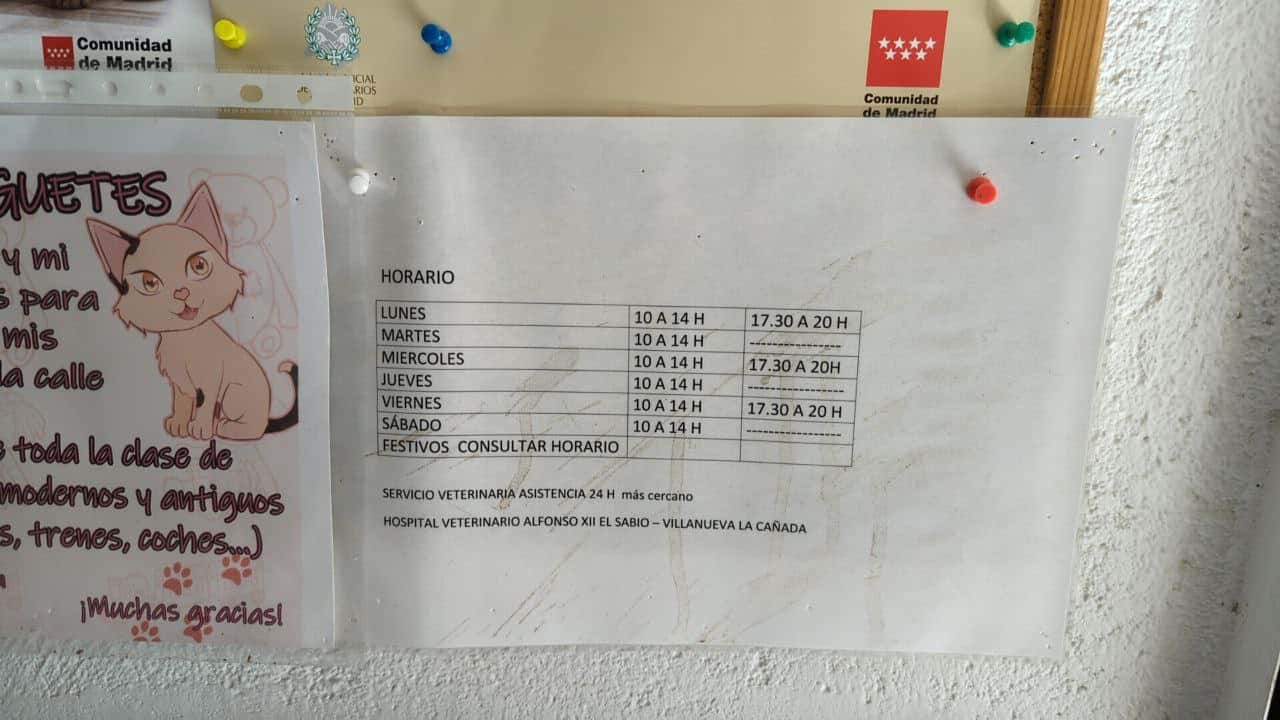 Comunidad
de Madrid
Comunidad
de Madrid
GUETES
y mi
para
mis
la calle
toda la clase de
modernos y antiguos
s, trenes, coches...)
¡Muchas gracias!
HORARIO
LUNES 10 A 14 H 17.30 A 20 H
MARTES 10 A 14 H -----------------
MIERCOLES 10 A 14 H 17.30 A 20H
JUEVES 10 A 14 H -----------------
VIERNES 10 A 14 H 17.30 A 20 H
SÁBADO 10 A 14 H -----------------
FESTIVOS CONSULTAR HORARIO
SERVICIO VETERINARIA ASISTENCIA 24 H más cercano
HOSPITAL VETERINARIO ALFONSO XII EL SABIO – VILLANUEVA LA CAÑADA